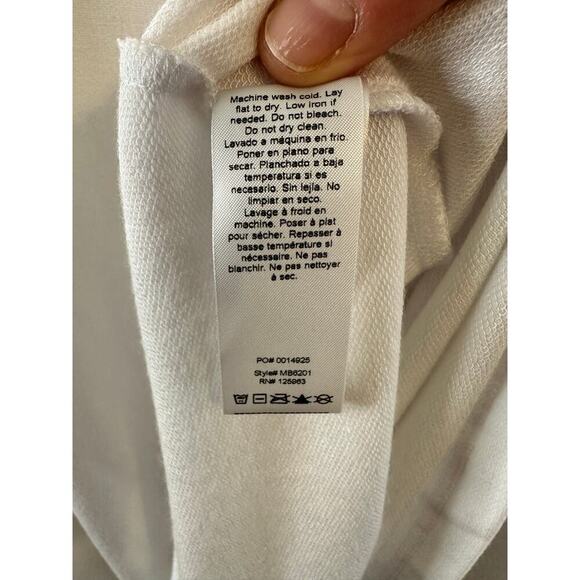 Machine wash cold. Lay
flat to dry. Low iron if
needed. Do not bleach.
Do not dry clean.
Lavado a máquina en frio.
Poner en plano para
secar. Planchado a baja
temperatura si es
necesario. Sin lejía. No
limpiar en seco.
Lavage à froid en
machine. Poser à plat
pour sécher. Repasser à
basse température si
nécessaire. Ne pas
blanchir. Ne pas nettoyer
à sec.
PO# 0014925
Style# MB6201
RN# 125963